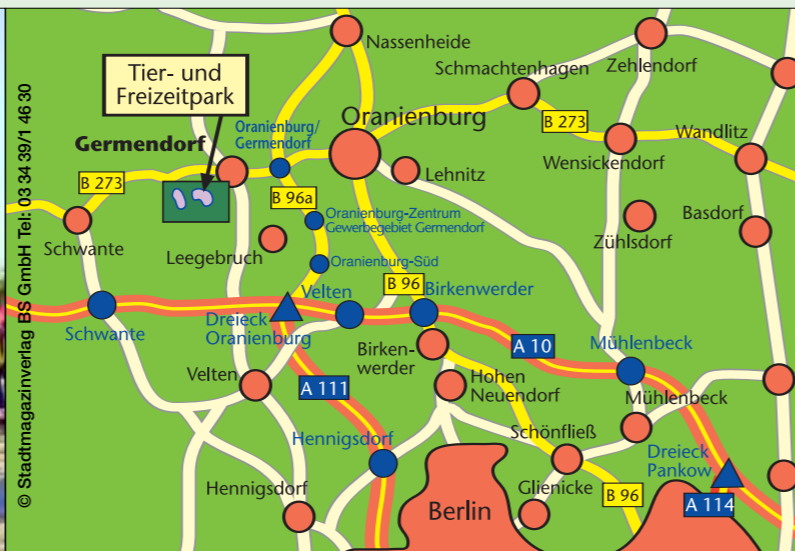 © Stadtmagazinverlag BS GmbH Tel: 03 34 39/1 46 30
Nassenheide
Tier- und
Freizeitpark
Schmachtenhagen
Zehlendorf
Oranienburg
B 273
Wandlitz
Germendorf
Oranienburg/
Germendorf
Wensickendorf
Lehnitz
B 273
B 96a
Oranienburg-Zentrum
Gewerbegebiet Germendorf
Basdorf
Schwante
Zühlsdorf
Leegebruch
Oranienburg-Süd
B 96
Velten
Birkenwerder
Schwante
Dreieck
Oranienburg
Birken-
werder
A 10
Mühlenbeck
Velten
A 111
Hohen
Neuendorf
Mühlenbeck
Hennigsdorf
Schönfließ
Dreieck
Pankow
Hennigsdorf
Berlin
Glienicke
B 96
A 114